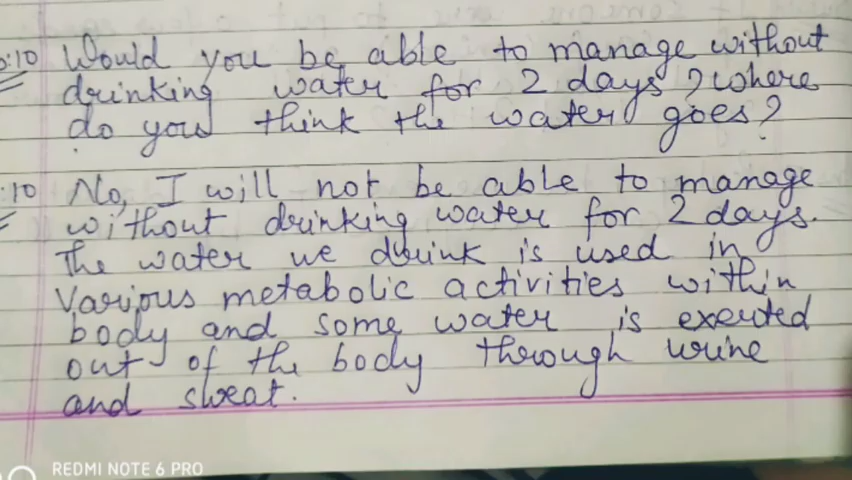 :10 Would you be able to manage without
drinking water for 2 days? where
do you think the water goes?
:10 No, I will not be able to manage
without drinking water for 2 days.
The water we drink is used in
various metabolic activities within
body and some water is exerted
out of the body through urine
and sweat.
REDMI NOTE 6 PRO